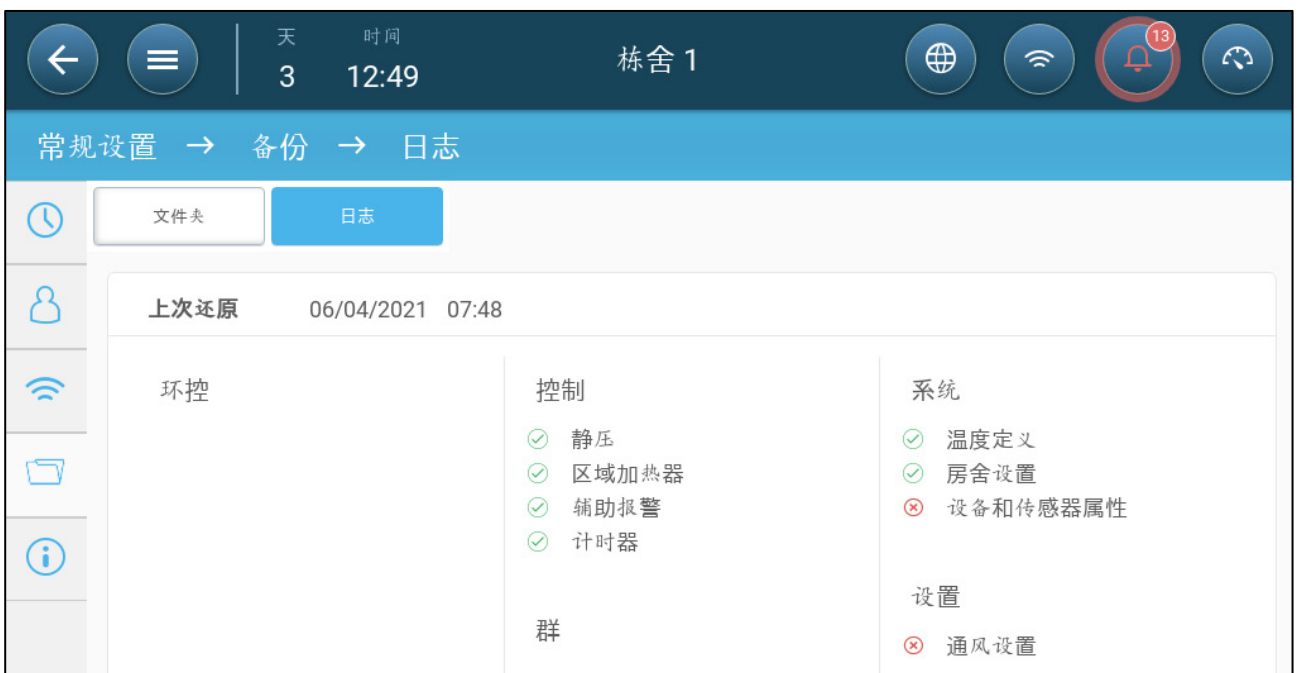 天 时间
3 12:49 栋舍 1 13
常规设置 → 备份 → 日志
文件夹 日志
上次还原 06/04/2021 07:48
环控 控制 系统
静压 温度定义
区域加热器 房舍设置
辅助报警 设备和传感器属性
计时器
设置
群
通风设置